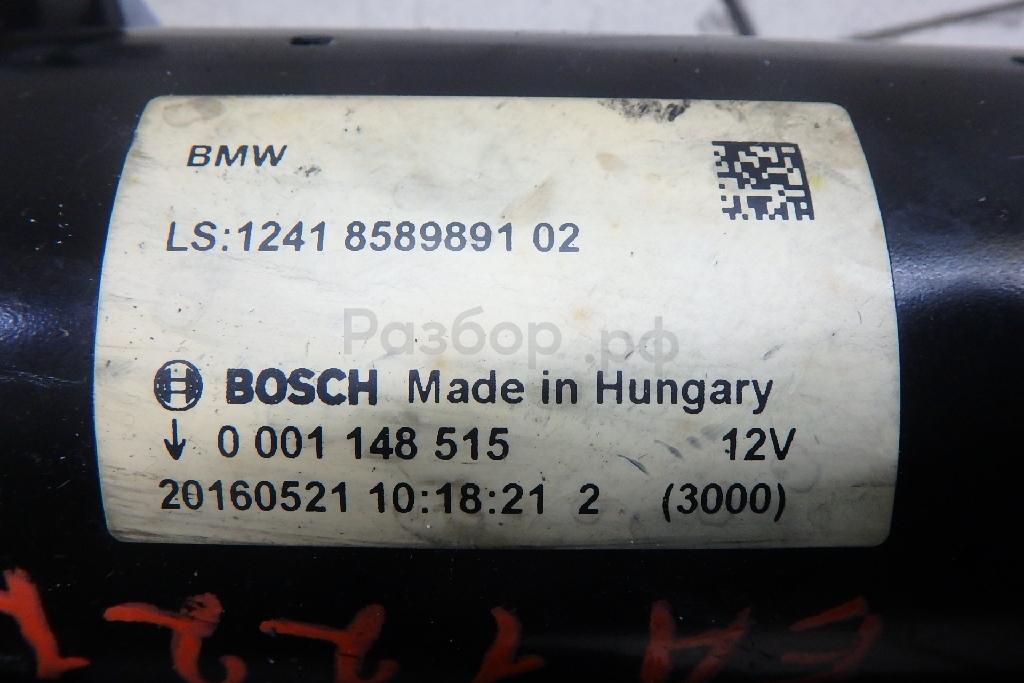 BMW
LS:1241 8589891 02
Разбор.рф
BOSCH Made in Hungary
↓ 0 001 148 515 12V
20160521 10:18:21 2 (3000)